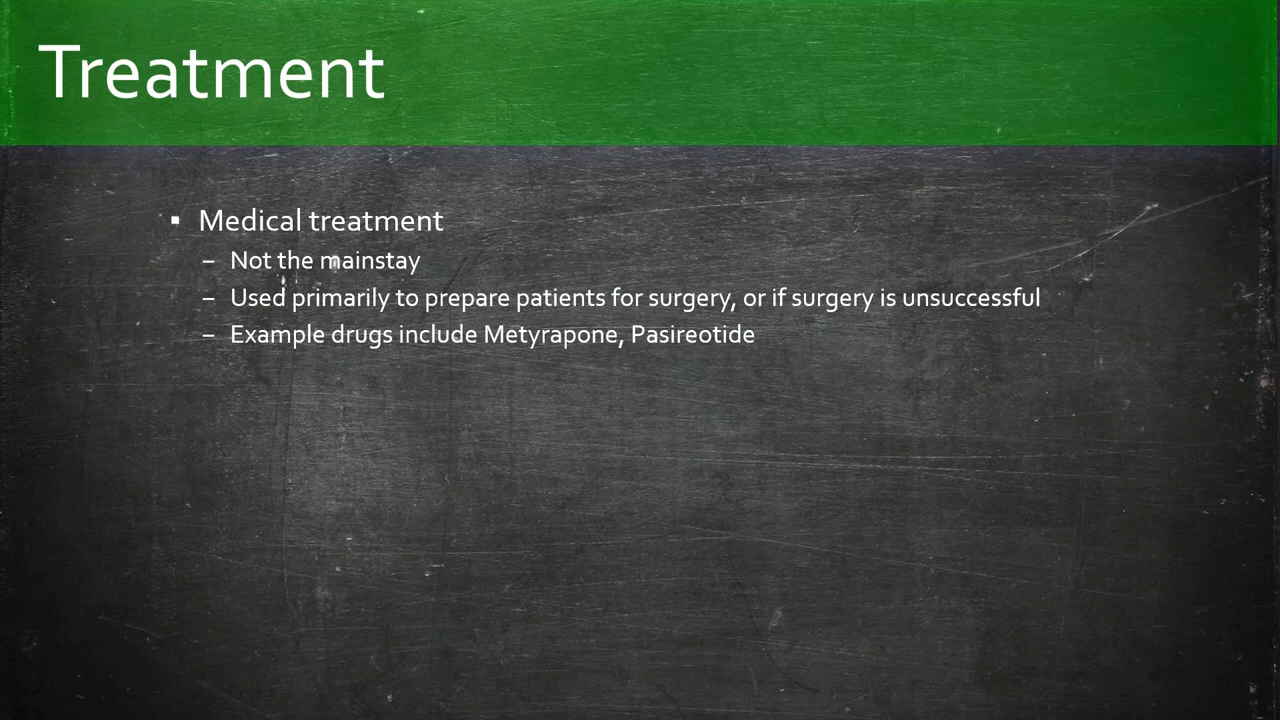 Treatment
▪ Medical treatment
– Not the mainstay
– Used primarily to prepare patients for surgery, or if surgery is unsuccessful
– Example drugs include Metyrapone, Pasireotide